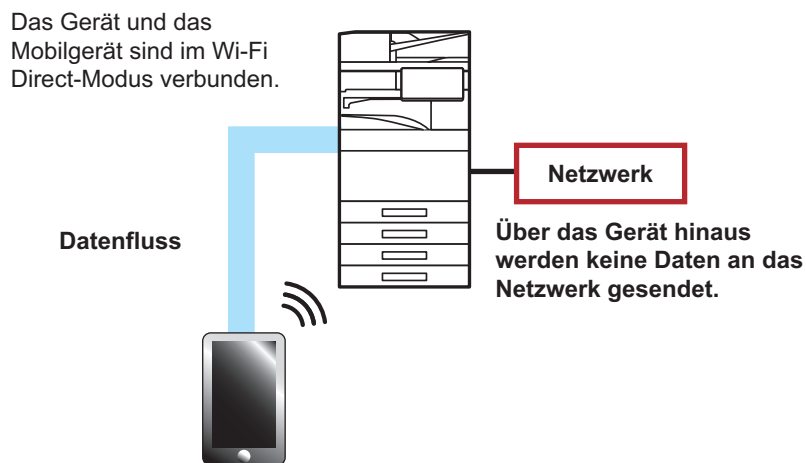 Das Gerät und das
Mobilgerät sind im Wi-Fi
Direct-Modus verbunden.
Netzwerk
Datenfluss
Über das Gerät hinaus
werden keine Daten an das
Netzwerk gesendet.